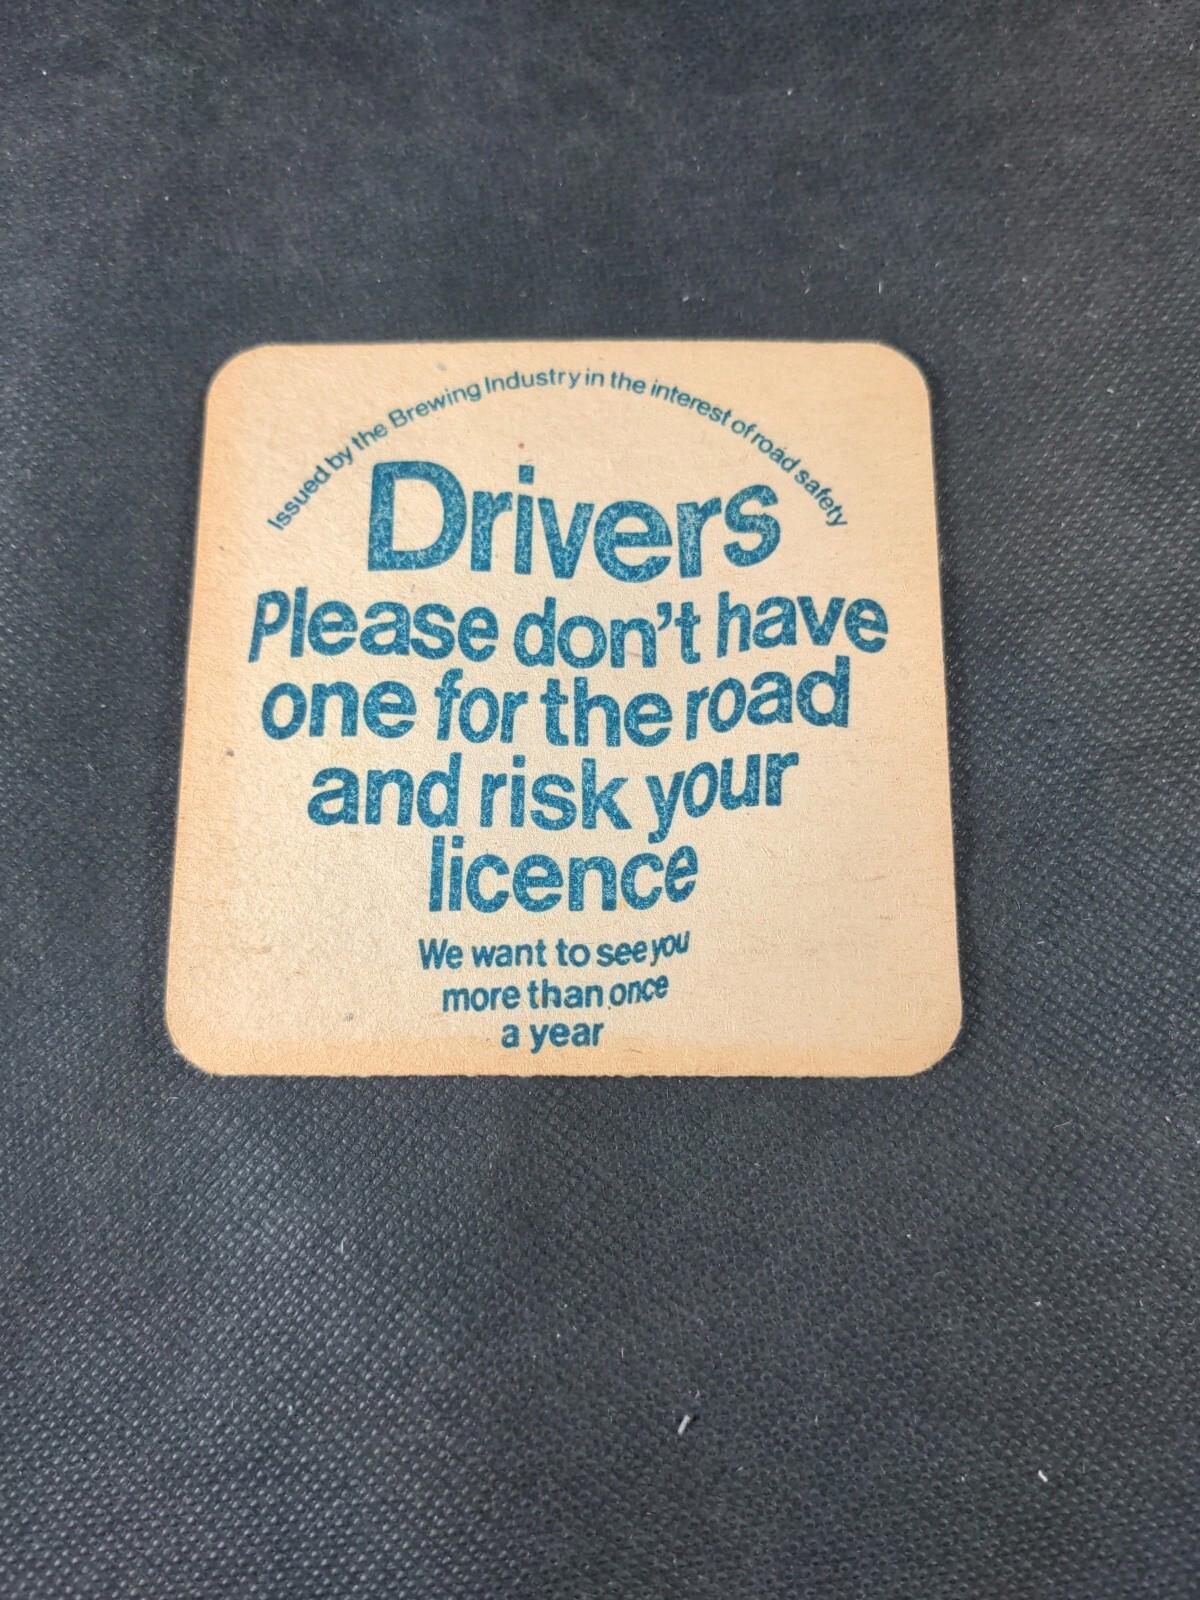 Issued by the Brewing Industry in the interest of road safety
Drivers
Please don't have
one for the road
and risk your
licence
We want to see you
more than once
a year